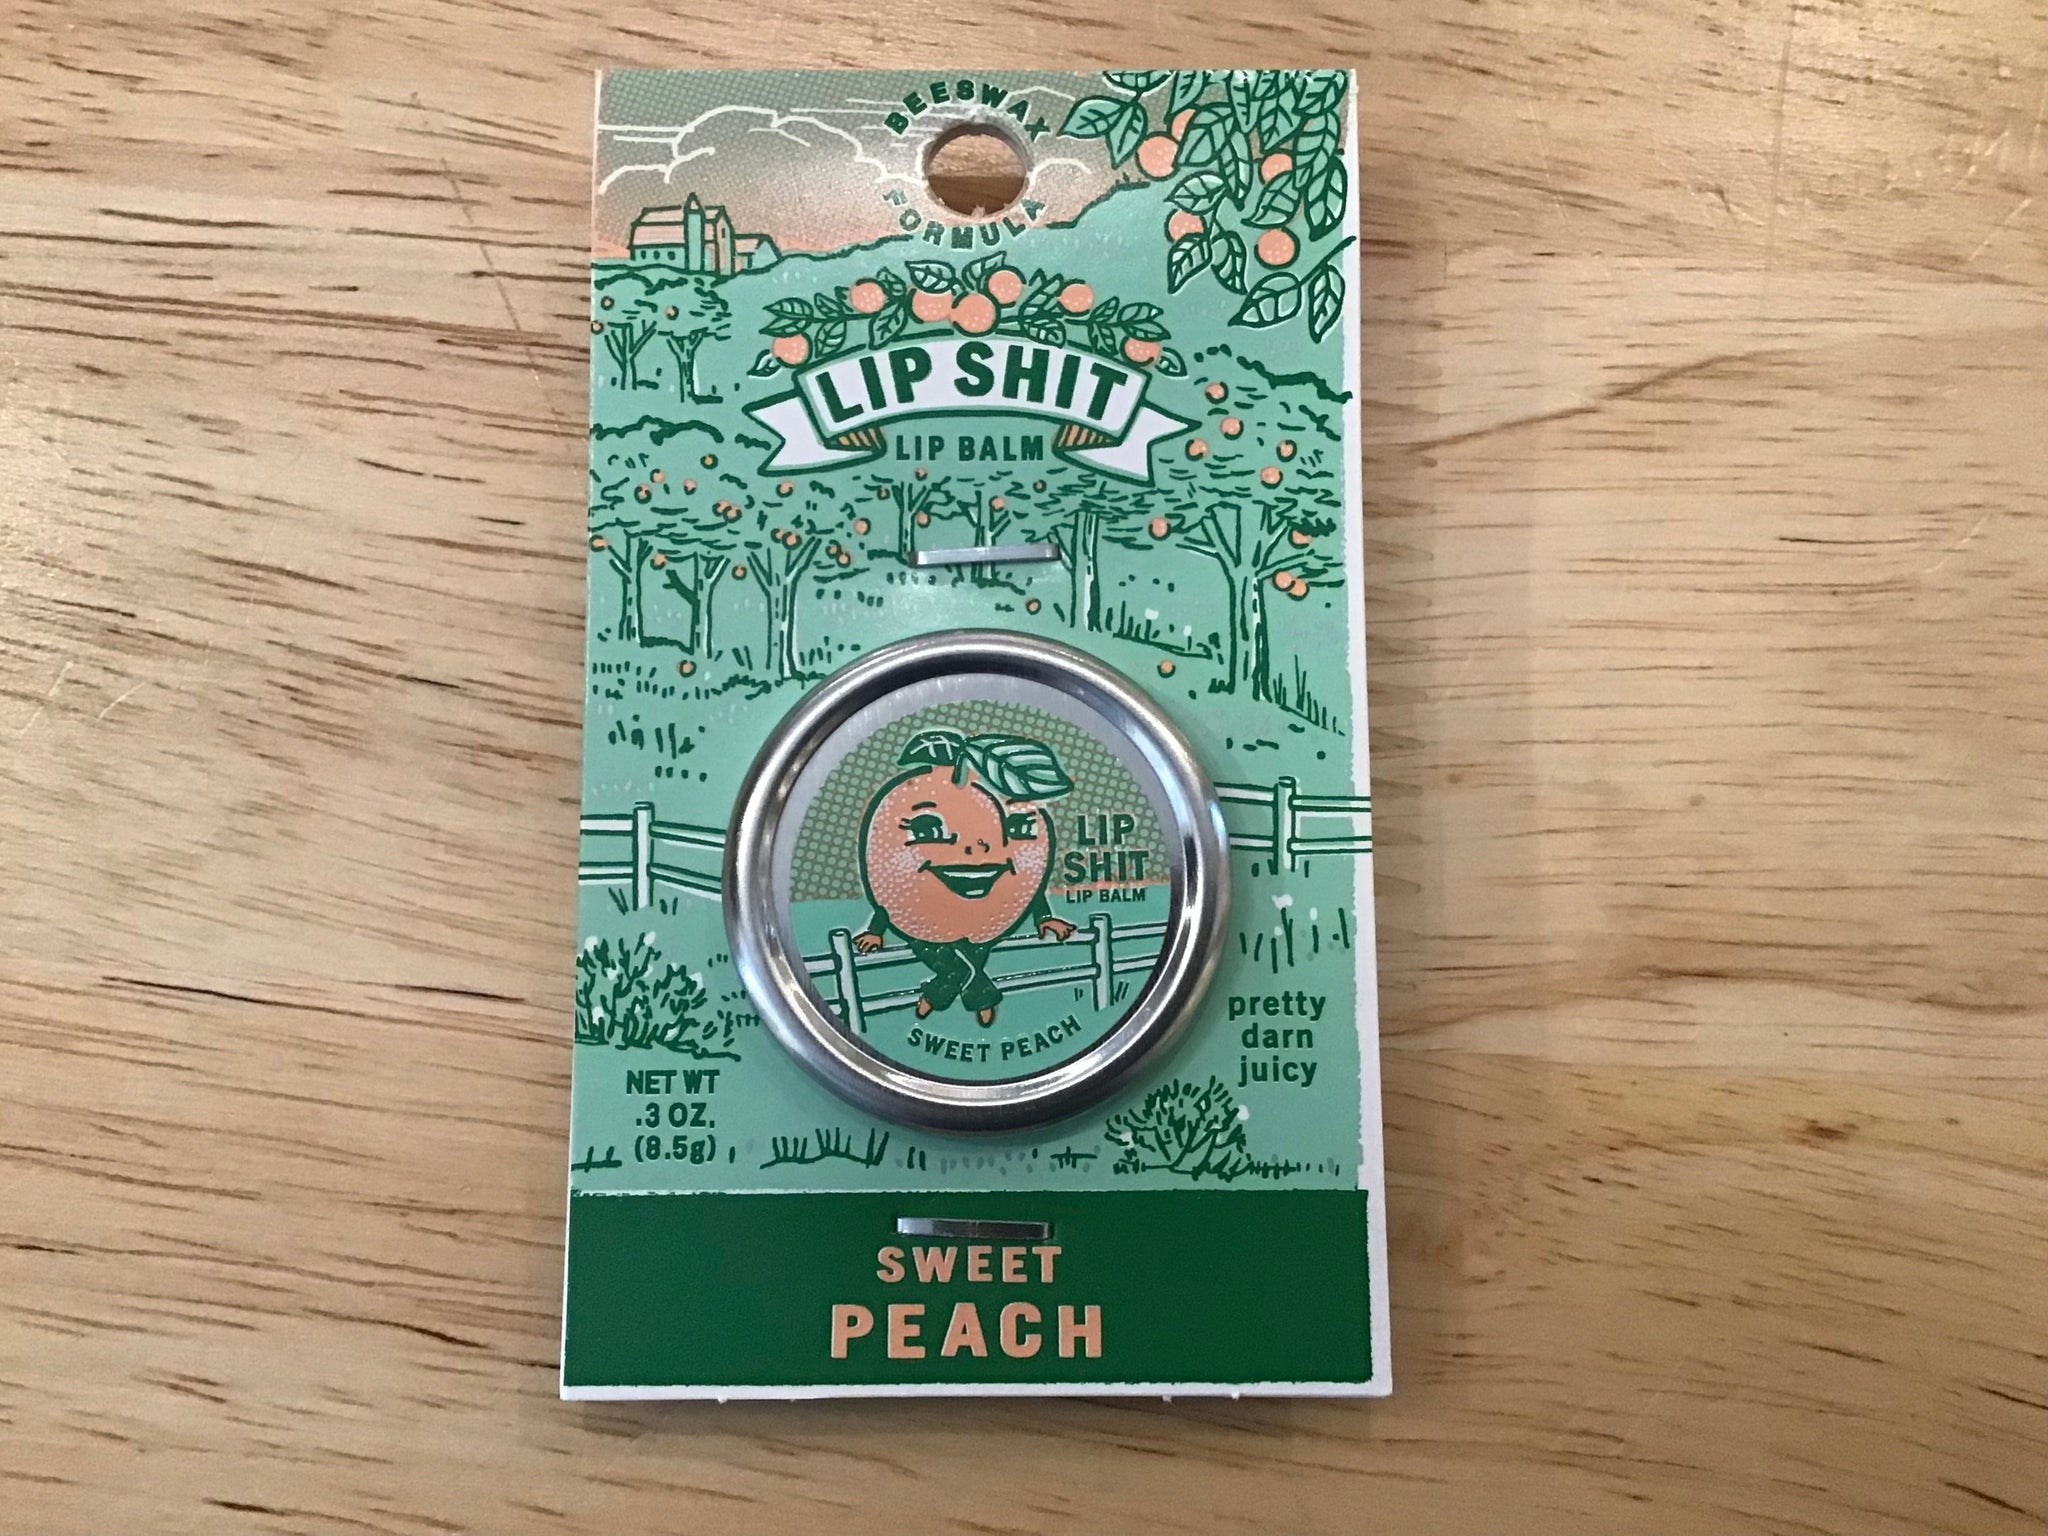 BEESWAX
FORMULA
LIP SHIT
LIP BALM
LIP
SHIT
LIP BALM
SWEET PEACH
pretty
darn
juicy
NET WT
.3 OZ.
(8.5g)
SWEET
PEACH